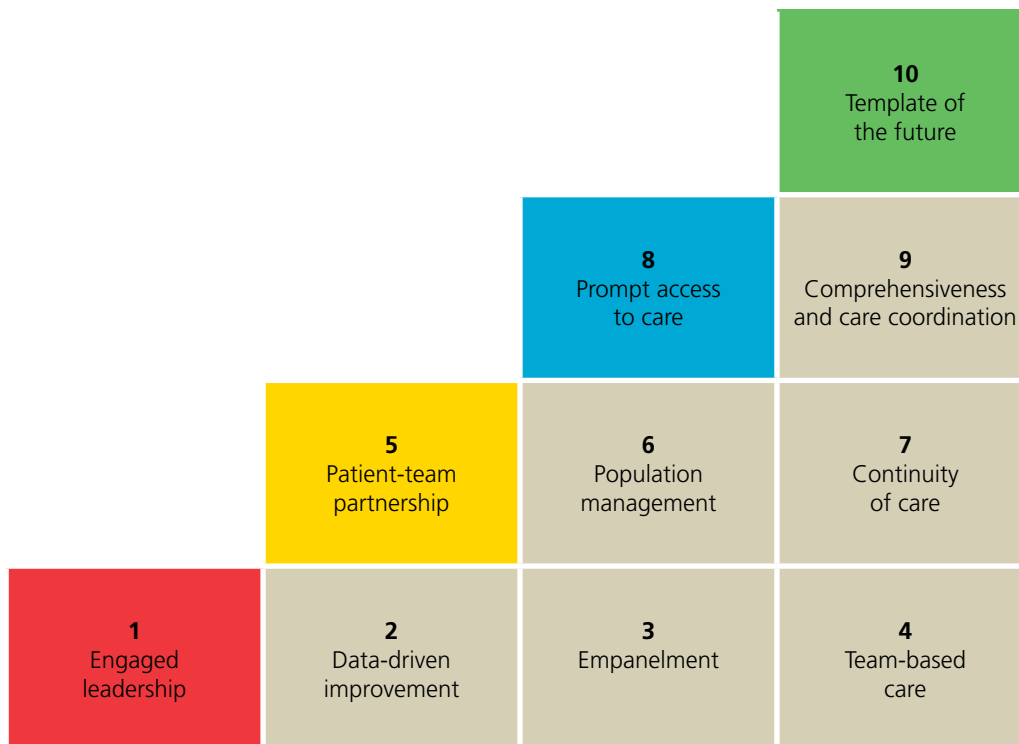 10
Template of
the future
8
Prompt access
to care
9
Comprehensiveness
and care coordination
5
Patient-team
partnership
6
Population
management
7
Continuity
of care
1
Engaged
leadership
2
Data-driven
improvement
3
Empanelment
4
Team-based
care